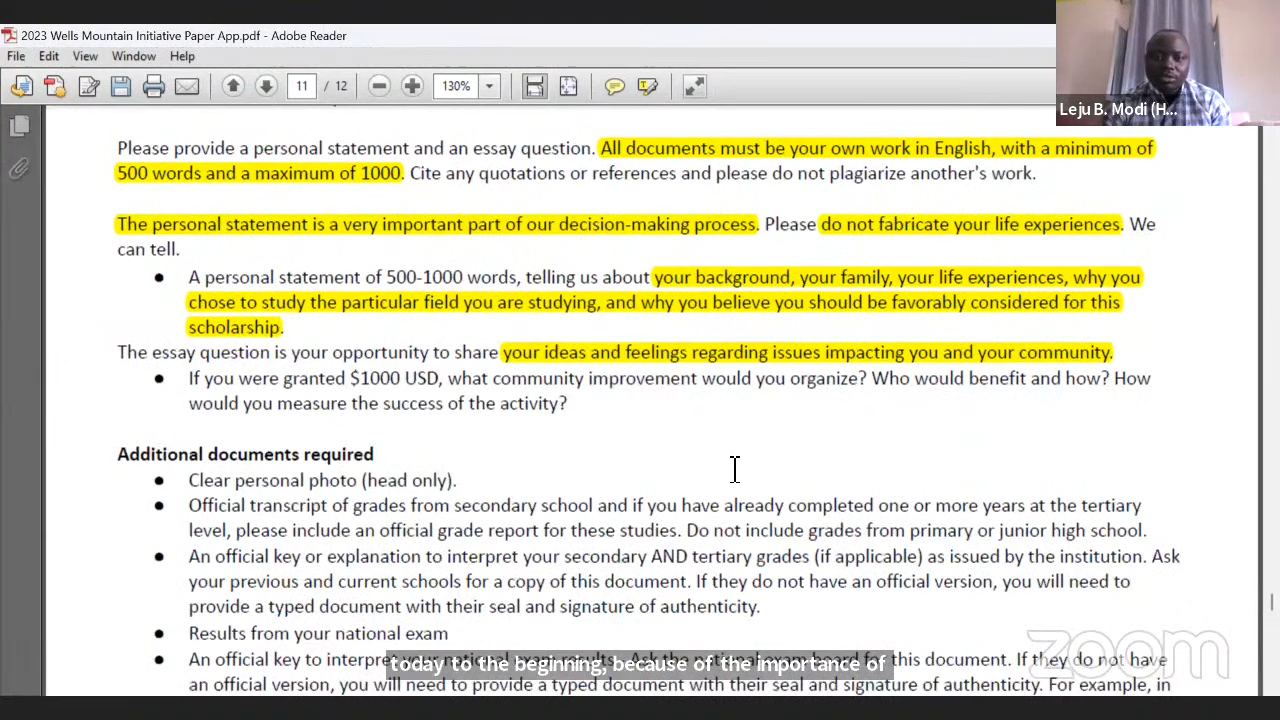 2023 Wells Mountain Initiative Paper App.pdf - Adobe Reader
File Edit View Window Help
11 / 12 130%
Leju B. Modi (H...
Please provide a personal statement and an essay question. All documents must be your own work in English, with a minimum of
500 words and a maximum of 1000. Cite any quotations or references and please do not plagiarize another's work.
The personal statement is a very important part of our decision-making process. Please do not fabricate your life experiences. We
can tell.
● A personal statement of 500-1000 words, telling us about your background, your family, your life experiences, why you
chose to study the particular field you are studying, and why you believe you should be favorably considered for this
scholarship.
The essay question is your opportunity to share your ideas and feelings regarding issues impacting you and your community.
● If you were granted $1000 USD, what community improvement would you organize? Who would benefit and how? How
would you measure the success of the activity?
Additional documents required
● Clear personal photo (head only).
● Official transcript of grades from secondary school and if you have already completed one or more years at the tertiary
level, please include an official grade report for these studies. Do not include grades from primary or junior high school.
● An official key or explanation to interpret your secondary AND tertiary grades (if applicable) as issued by the institution. Ask
your previous and current schools for a copy of this document. If they do not have an official version, you will need to
provide a typed document with their seal and signature of authenticity.
● Results from your national exam
● An official key to interpret your national exam results. Ask the national exam board for this document. If they do not have
an official version, you will need to provide a typed document with their seal and signature of authenticity. For example, in
today to the beginning, because of the importance of
zoom